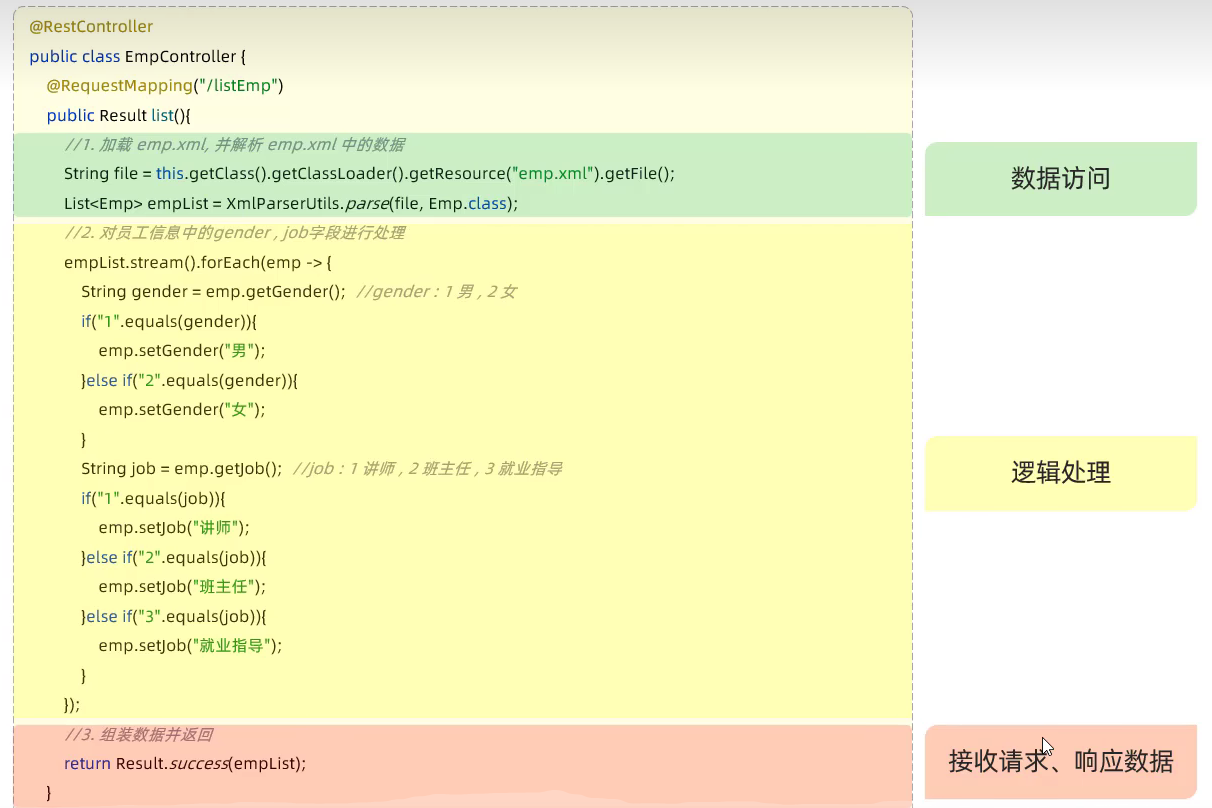 @RestController
public class EmpController {
@RequestMapping("/listEmp")
public Result list(){
//1. 加载 emp.xml, 并解析 emp.xml 中的数据
String file = this.getClass().getClassLoader().getResource("emp.xml").getFile();
List<Emp> empList = XmlParserUtils.parse(file, Emp.class);
数据访问
//2. 对员工信息中的gender , job字段进行处理
empList.stream().forEach(emp -> {
String gender = emp.getGender(); //gender : 1 男 , 2 女
if("1".equals(gender)){
emp.setGender("男");
}else if("2".equals(gender)){
emp.setGender("女");
}
String job = emp.getJob(); //job : 1 讲师 , 2 班主任 , 3 就业指导
if("1".equals(job)){
emp.setJob("讲师");
}else if("2".equals(job)){
emp.setJob("班主任");
}else if("3".equals(job)){
emp.setJob("就业指导");
}
});
逻辑处理
//3. 组装数据并返回
return Result.success(empList);
}
接收请求、响应数据